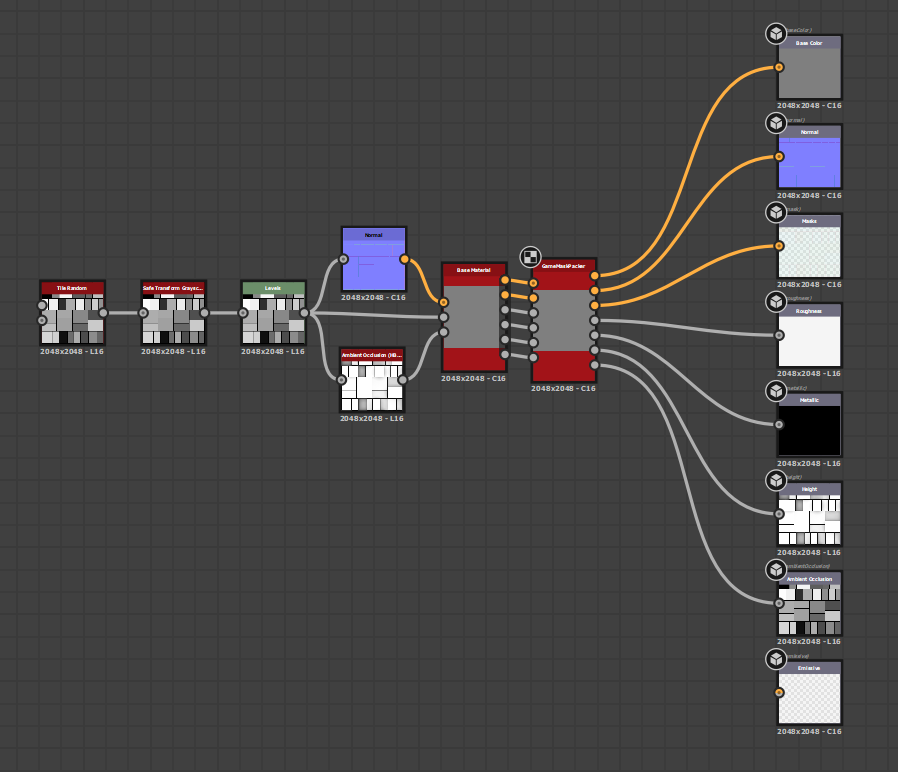 Base Color
2048x2048 - C16
Normal
2048x2048 - C16
Masks
2048x2048 - C16
Normal
2048x2048 - C16
Base Material
2048x2048 - C16
GameMaskPacker
2048x2048 - C16
Tile Random
2048x2048 - L16
Safe Transform Graysc...
2048x2048 - L16
Levels
2048x2048 - L16
Ambient Occlusion (HB...
2048x2048 - L16
Roughness
2048x2048 - L16
Metallic
2048x2048 - L16
Height
2048x2048 - L16
Ambient Occlusion
2048x2048 - L16
Emissive
2048x2048 - C16